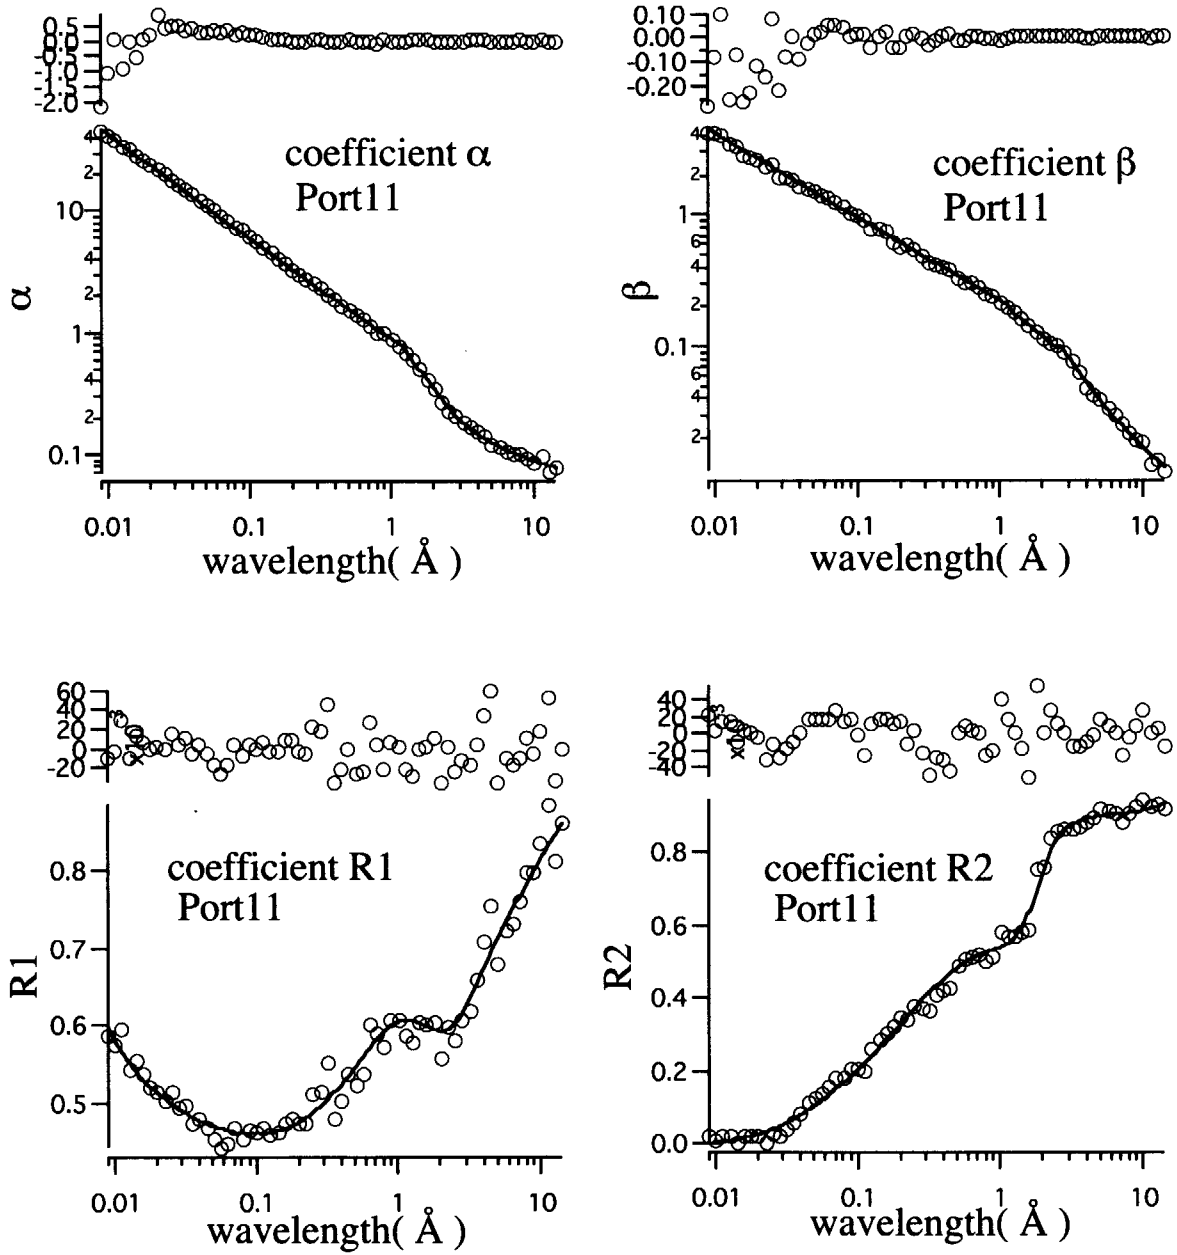 0.5
0.0
-0.5
-1.0
-1.5
-2.0
4
2
10
4
2
1
4
2
0.1
α
coefficient α
Port11
0.01 0.1 1 10
wavelength( Å )
0.10
0.00
-0.10
-0.20
4
2
1
6
4
2
0.1
6
4
2
β
coefficient β
Port11
0.01 0.1 1 10
wavelength( Å )
60
40
20
0
-20
0.8
0.7
0.6
0.5
R1
coefficient R1
Port11
0.01 0.1 1 10
wavelength( Å )
40
20
0
-20
-40
0.8
0.6
0.4
0.2
0.0
R2
coefficient R2
Port11
0.01 0.1 1 10
wavelength( Å )